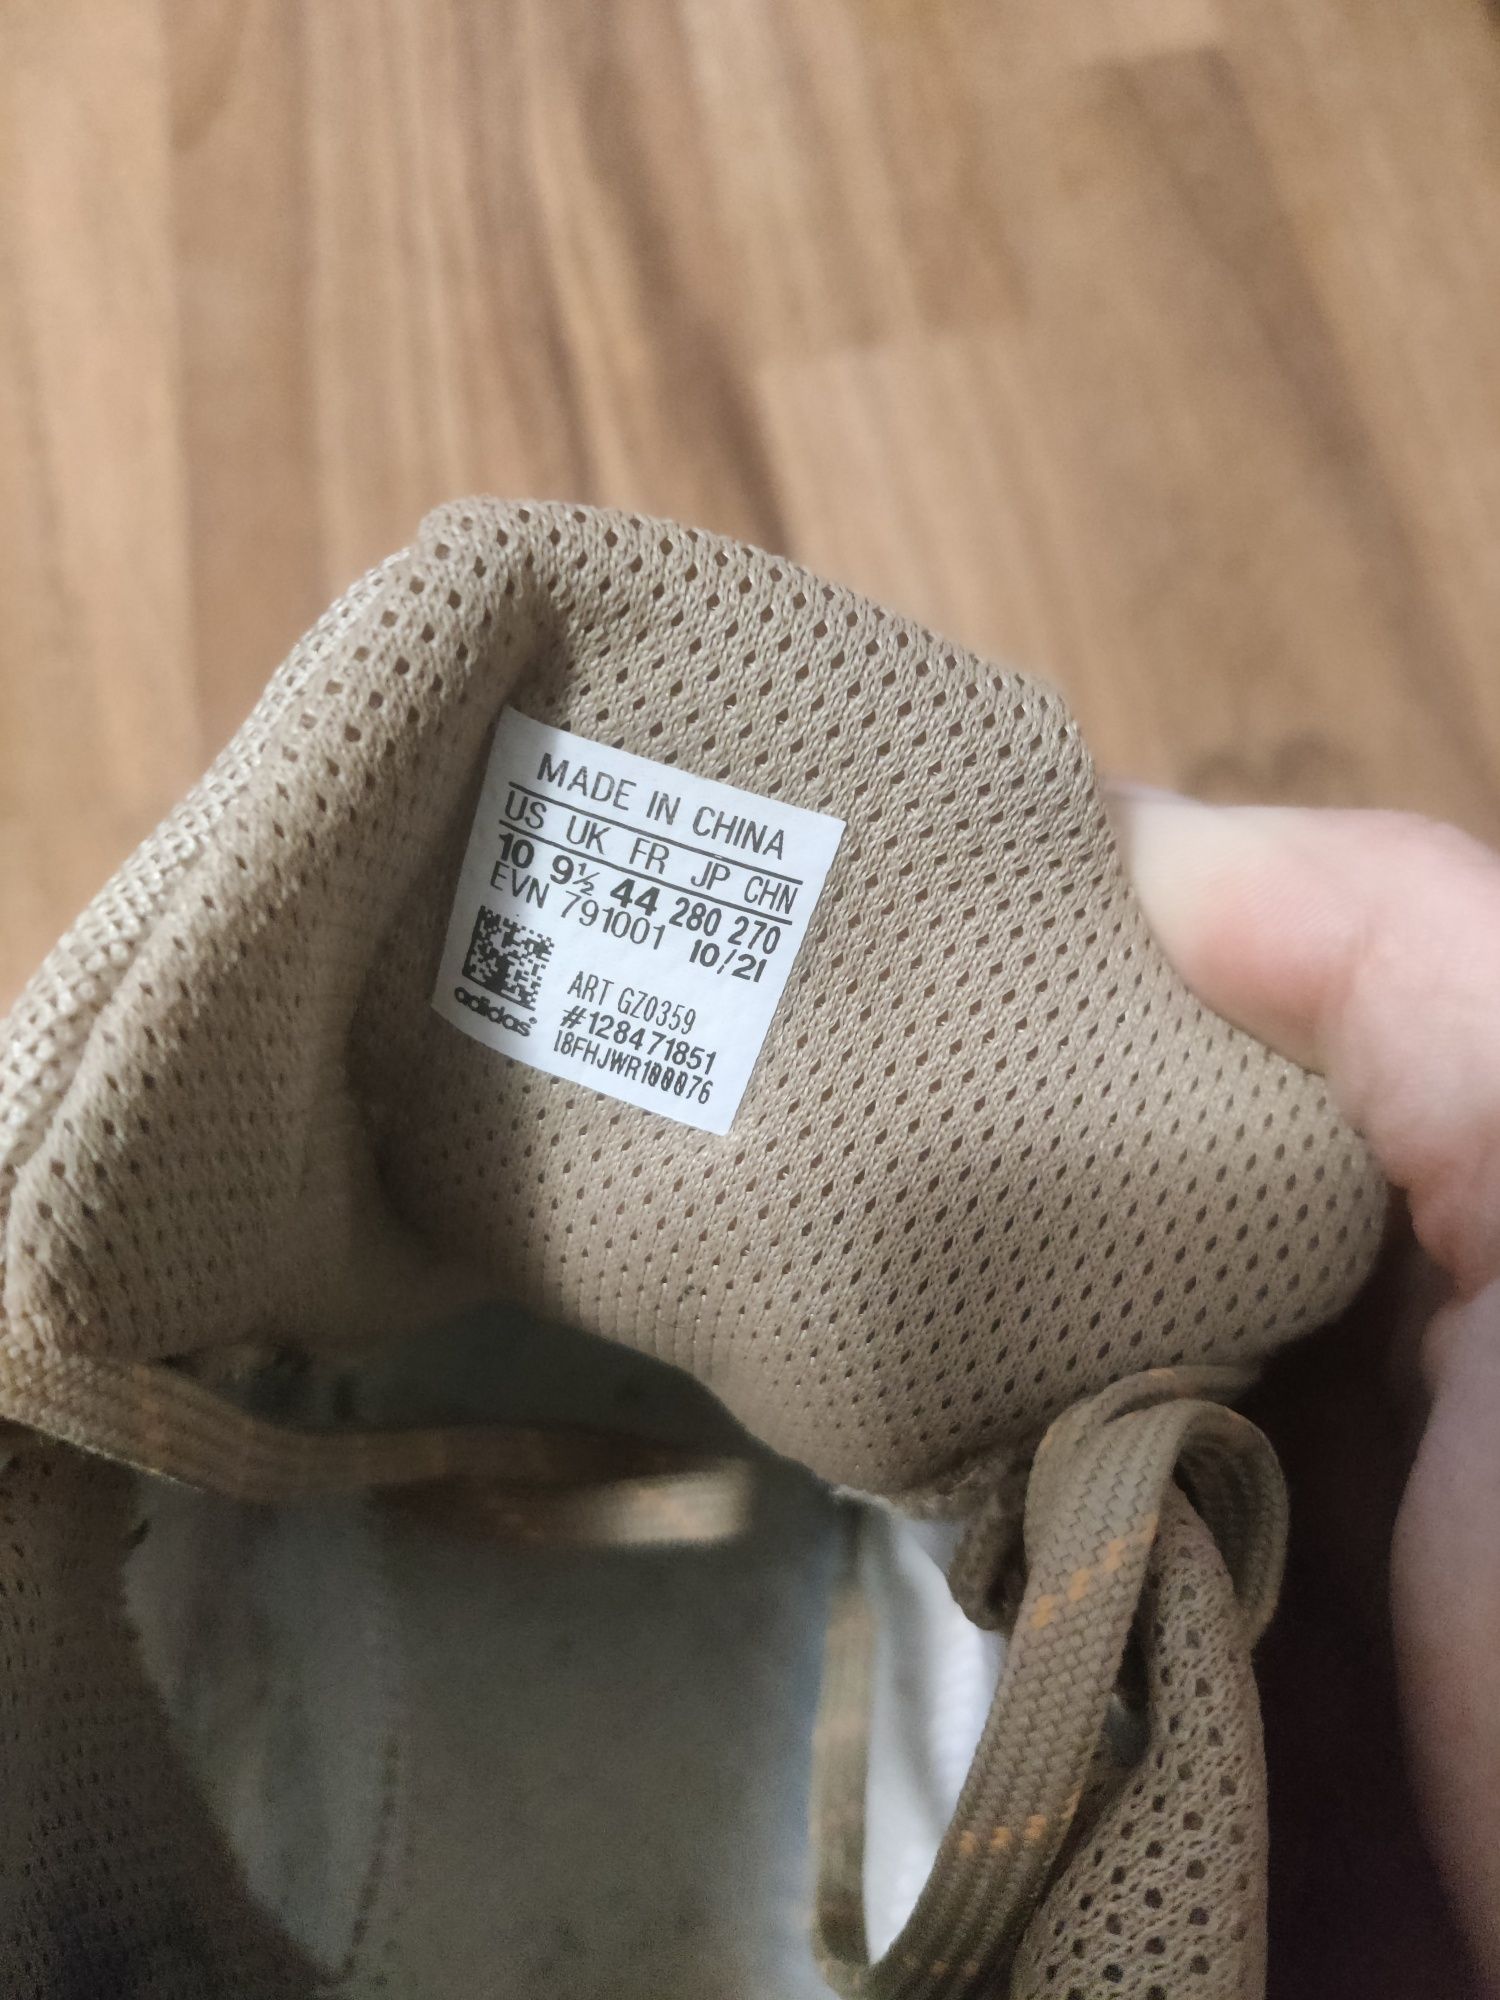 MADE IN CHINA
US UK FR JP CHN
10 9½ 44 280 270
EVN 791001 10/21
ART GZ0359
#128471851
I8FHJWR100076
adidas